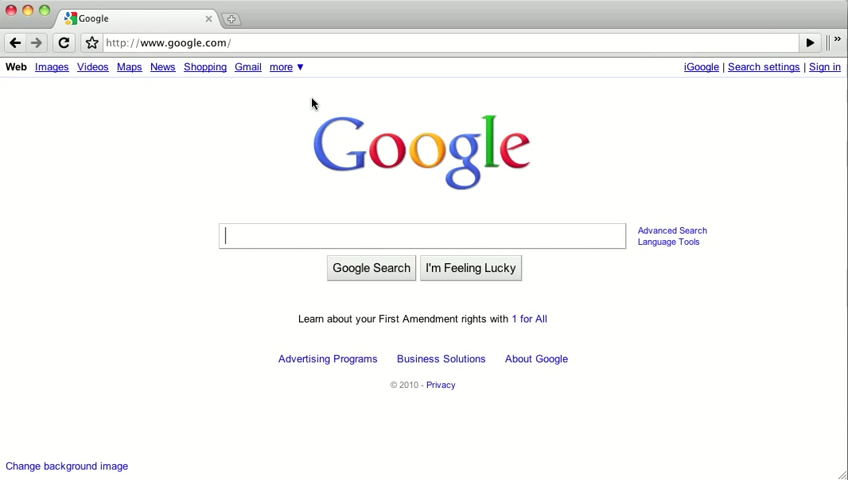 Google
http://www.google.com/
Web Images Videos Maps News Shopping Gmail more ▼ iGoogle | Search settings | Sign in
Google
Advanced Search
Language Tools
Google Search I'm Feeling Lucky
Learn about your First Amendment rights with 1 for All
Advertising Programs Business Solutions About Google
© 2010 - Privacy
Change background image